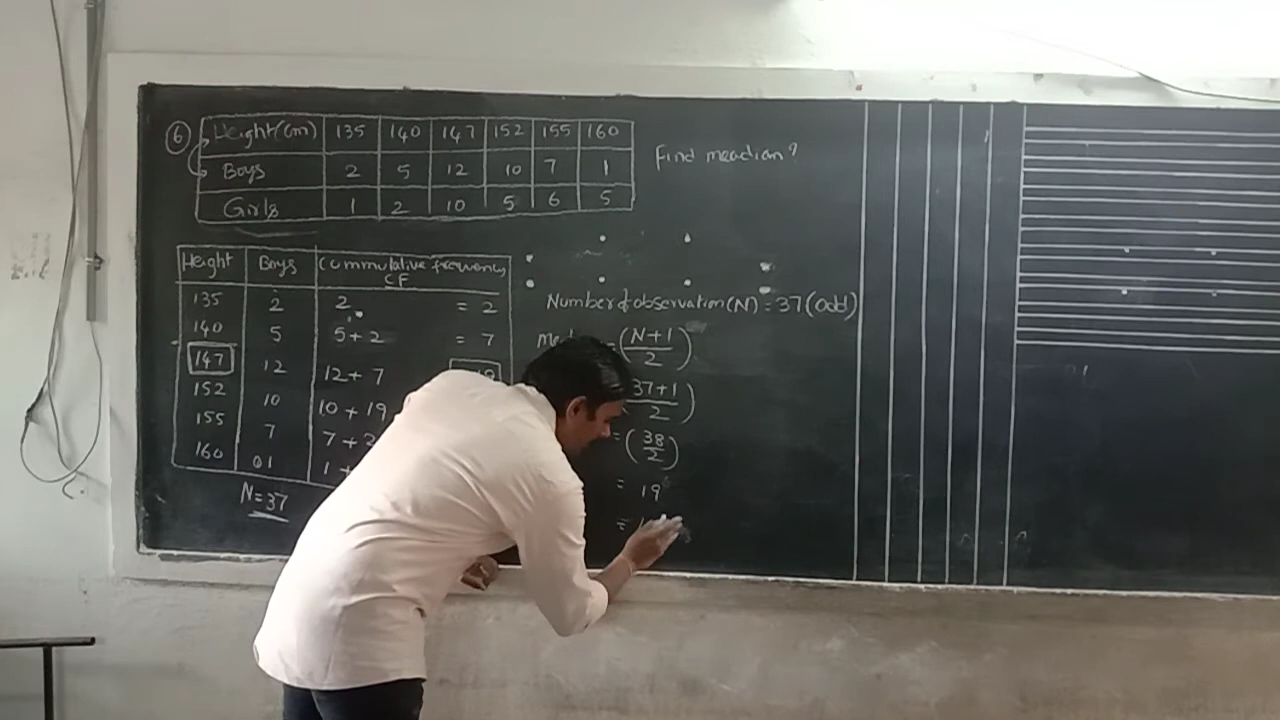 6 Height(cm) 135 140 147 152 155 160
Boys 2 5 12 10 7 1
Girls 1 2 10 5 6 5
Find meadian?
Height Boys Cummulative frequency CF
135 2 2 = 2
140 5 5+2 = 7
147 12 12+7 19
152 10 10+19
155 7 7+2
160 01 1+
N=37
Number of observation (N) = 37 (odd)
= (N+1/2)
37+1/2)
= (38/2)
= 19
=